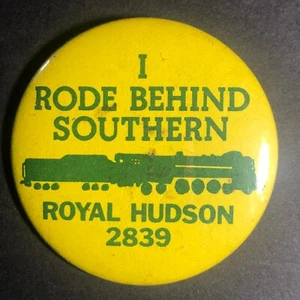 I
RODE BEHIND
SOUTHERN
ROYAL HUDSON
2839